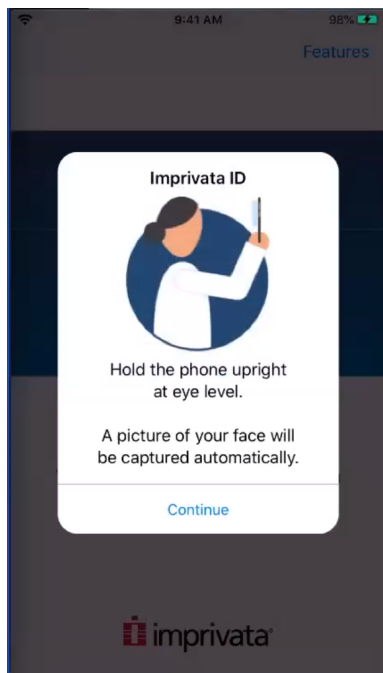 9:41 AM
98%
Features
Imprivata ID
Hold the phone upright
at eye level.
A picture of your face will
be captured automatically.
Continue
imprivata®